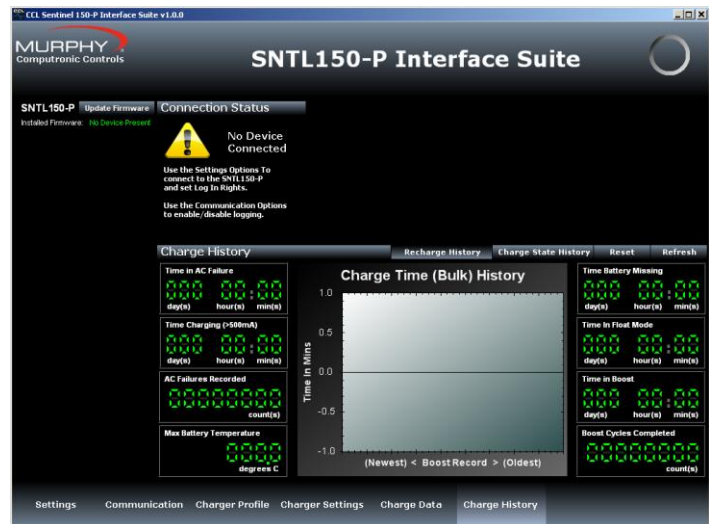 CCL Sentinel 150-P Interface Suite v1.0.0
MURPHY
Computronic Controls
SNTL150-P Interface Suite
SNTL150-P Update Firmware Connection Status
Installed Firmware: No Device Present
No Device
Connected
Use the Settings Options To
connect to the SNTL150-P
and set Log In Rights.
Use the Communication Options
to enable/disable logging.
Charge History Recharge History Charge State History Reset Refresh
Time in AC Failure
000 00:00
day(s) hour(s) min(s)
Time Charging (>500mA)
000 00:00
day(s) hour(s) min(s)
AC Failures Recorded
00000000
count(s)
Max Battery Temperature
degrees C
Charge Time (Bulk) History
Time in Mins
1.0
0.5
0.0
-0.5
-1.0
(Newest) < Boost Record > (Oldest)
Time Battery Missing
000 00:00
day(s) hour(s) min(s)
Time In Float Mode
000 00:00
day(s) hour(s) min(s)
Time in Boost
000 00:00
day(s) hour(s) min(s)
Boost Cycles Completed
00000000
count(s)
Settings Communication Charger Profile Charger Settings Charge Data Charge History